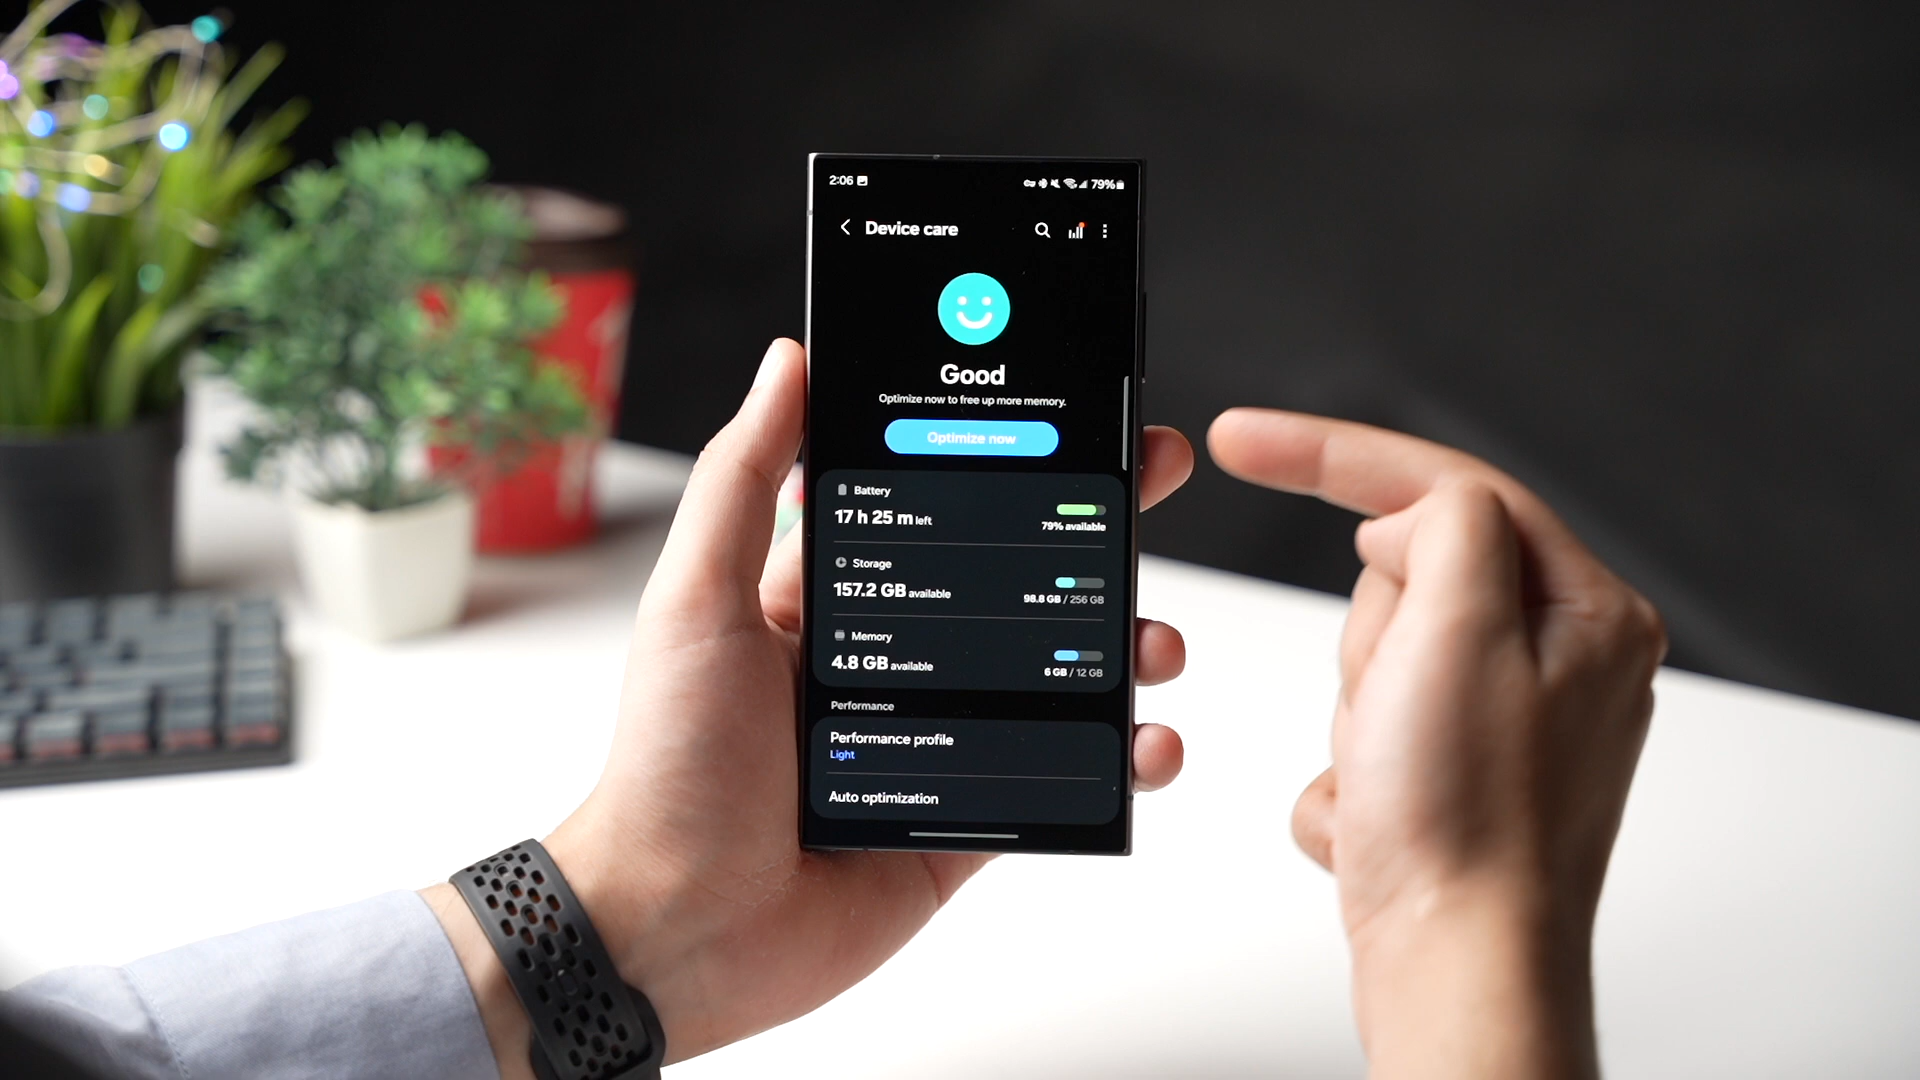 2:06 79%
Device care
Good
Optimize now to free up more memory.
Optimize now
Battery
17 h 25 m left
79% available
Storage
157.2 GB available
98.8 GB / 256 GB
Memory
4.8 GB available
6 GB / 12 GB
Performance
Performance profile
Light
Auto optimization